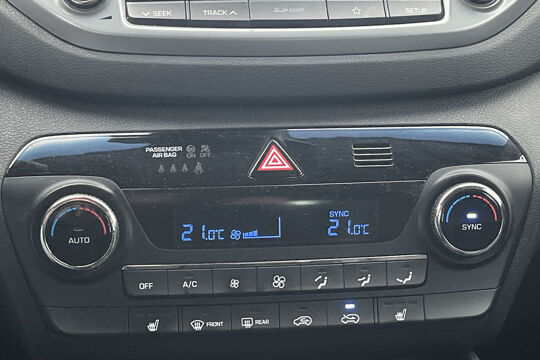 SEEK TRACK SETUP
PASSENGER
AIR BAG
ON OFF
SYNC
21.0°C 21.0°C
AUTO SYNC
OFF A/C
FRONT REAR